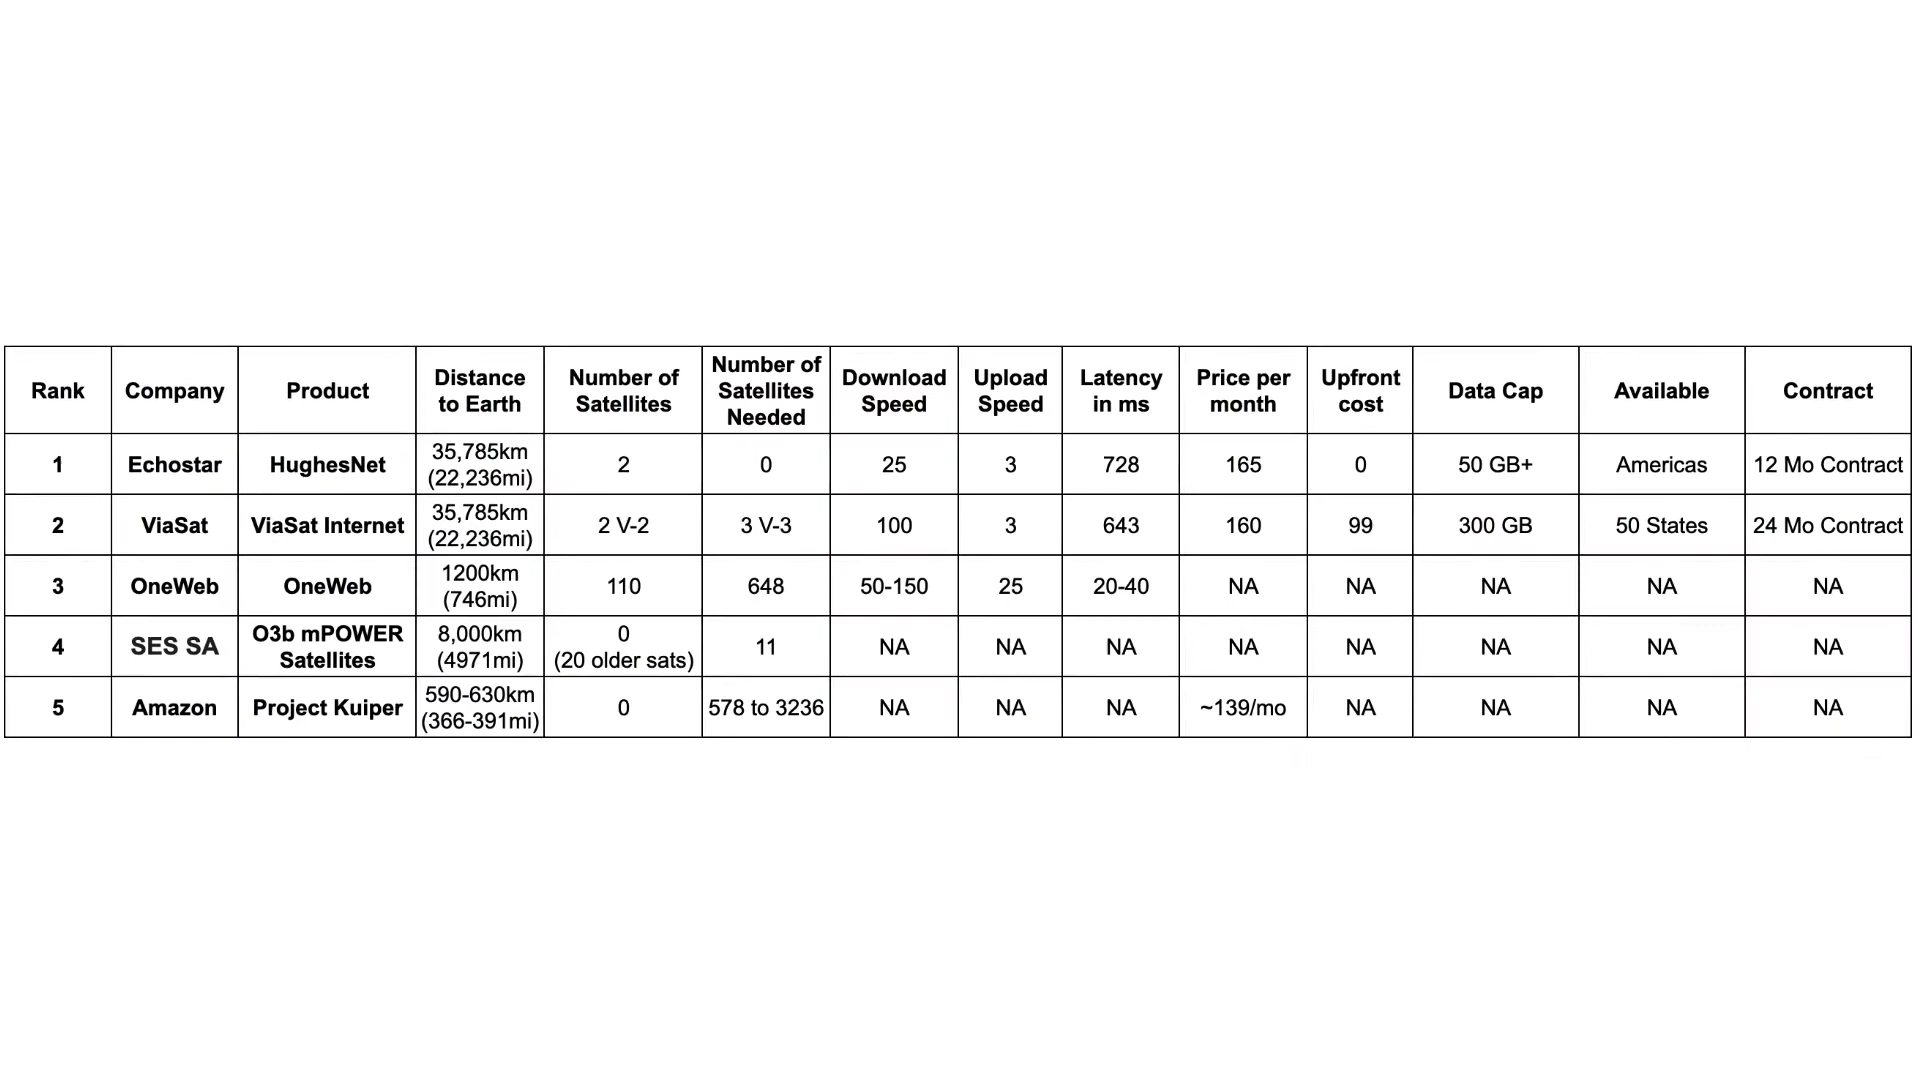 Rank Company Product Distance to Earth Number of Satellites Number of Satellites Needed Download Speed Upload Speed Latency in ms Price per month Upfront cost Data Cap Available Contract
1 Echostar HughesNet 35,785km (22,236mi) 2 0 25 3 728 165 0 50 GB+ Americas 12 Mo Contract
2 ViaSat ViaSat Internet 35,785km (22,236mi) 2 V-2 3 V-3 100 3 643 160 99 300 GB 50 States 24 Mo Contract
3 OneWeb OneWeb 1200km (746mi) 110 648 50-150 25 20-40 NA NA NA NA NA
4 SES SA O3b mPOWER Satellites 8,000km (4971mi) 0 (20 older sats) 11 NA NA NA NA NA NA NA NA
5 Amazon Project Kuiper 590-630km (366-391mi) 0 578 to 3236 NA NA NA ~139/mo NA NA NA NA